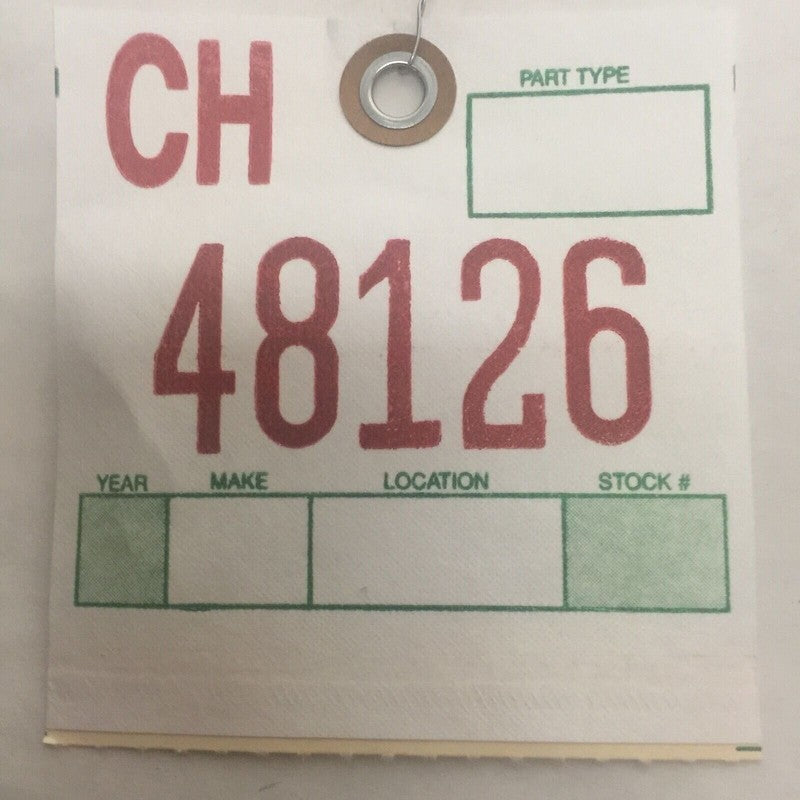 CH
PART TYPE
48126
YEAR MAKE LOCATION STOCK #